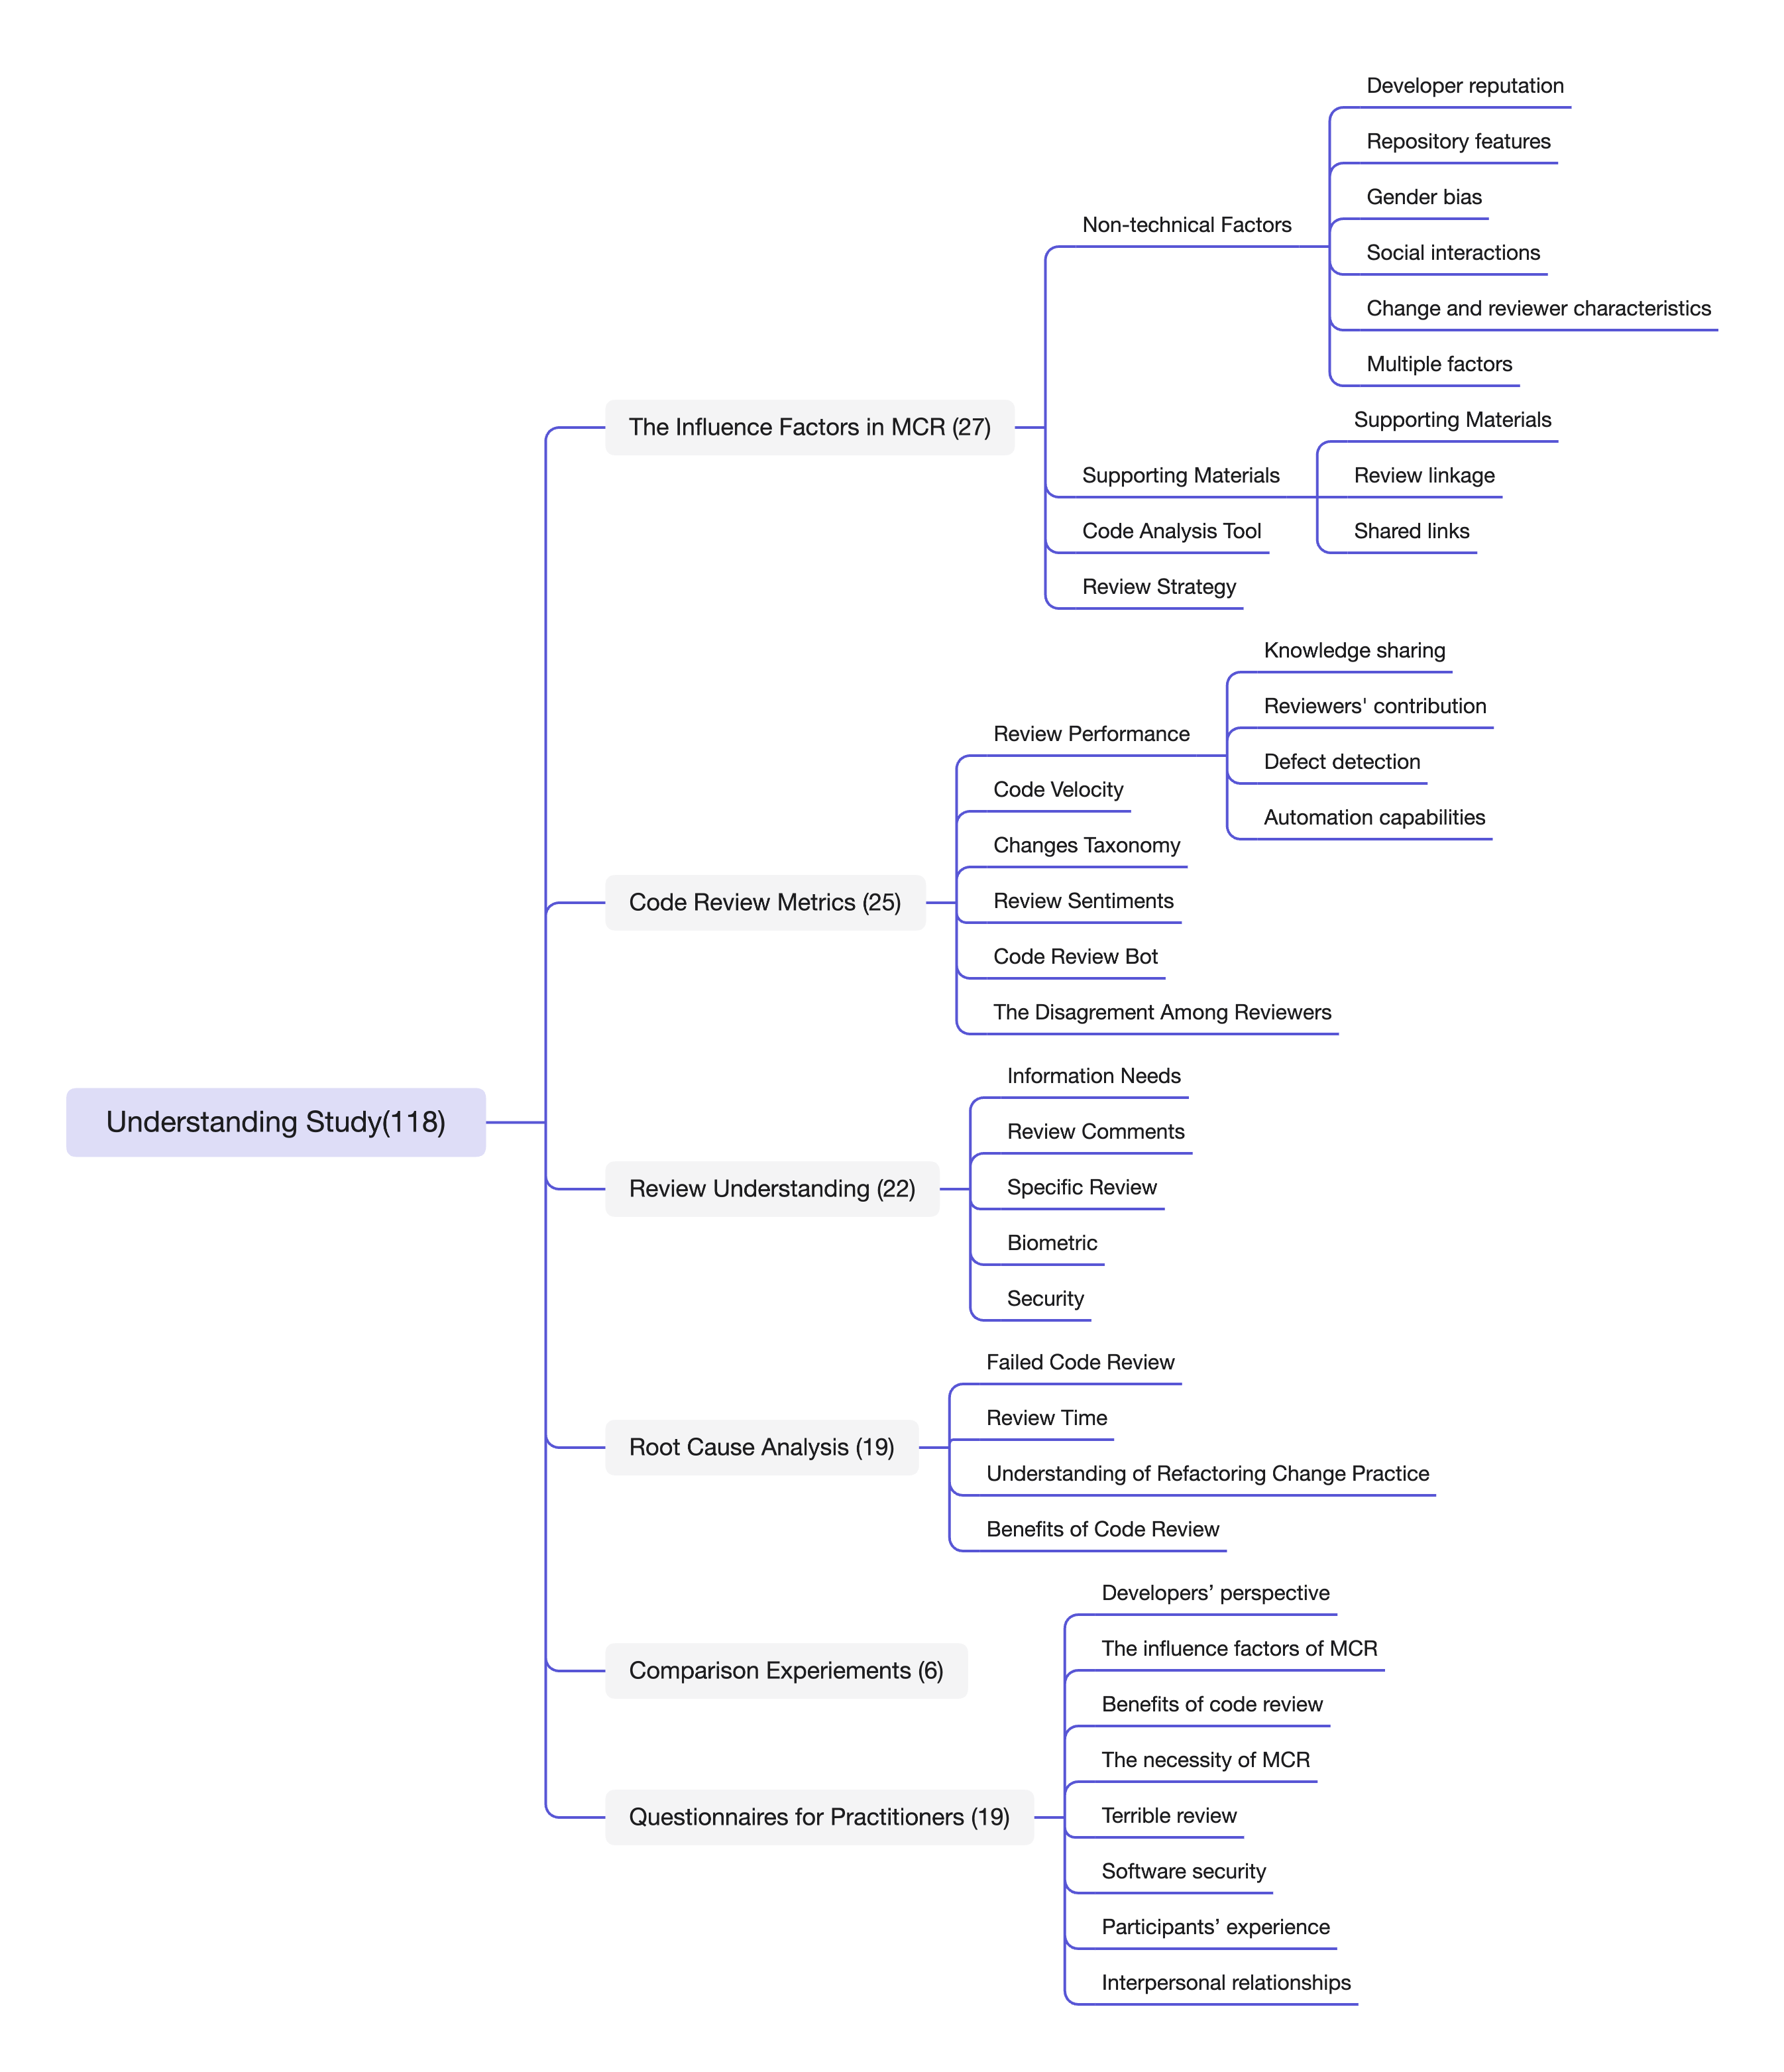 Understanding Study(118)
The Influence Factors in MCR (27)
Non-technical Factors
Developer reputation
Repository features
Gender bias
Social interactions
Change and reviewer characteristics
Multiple factors
Supporting Materials
Supporting Materials
Review linkage
Shared links
Code Analysis Tool
Review Strategy
Code Review Metrics (25)
Review Performance
Knowledge sharing
Reviewers' contribution
Defect detection
Automation capabilities
Code Velocity
Changes Taxonomy
Review Sentiments
Code Review Bot
The Disagrement Among Reviewers
Review Understanding (22)
Information Needs
Review Comments
Specific Review
Biometric
Security
Root Cause Analysis (19)
Failed Code Review
Review Time
Understanding of Refactoring Change Practice
Benefits of Code Review
Comparison Experiements (6)
Questionnaires for Practitioners (19)
Developers’ perspective
The influence factors of MCR
Benefits of code review
The necessity of MCR
Terrible review
Software security
Participants’ experience
Interpersonal relationships